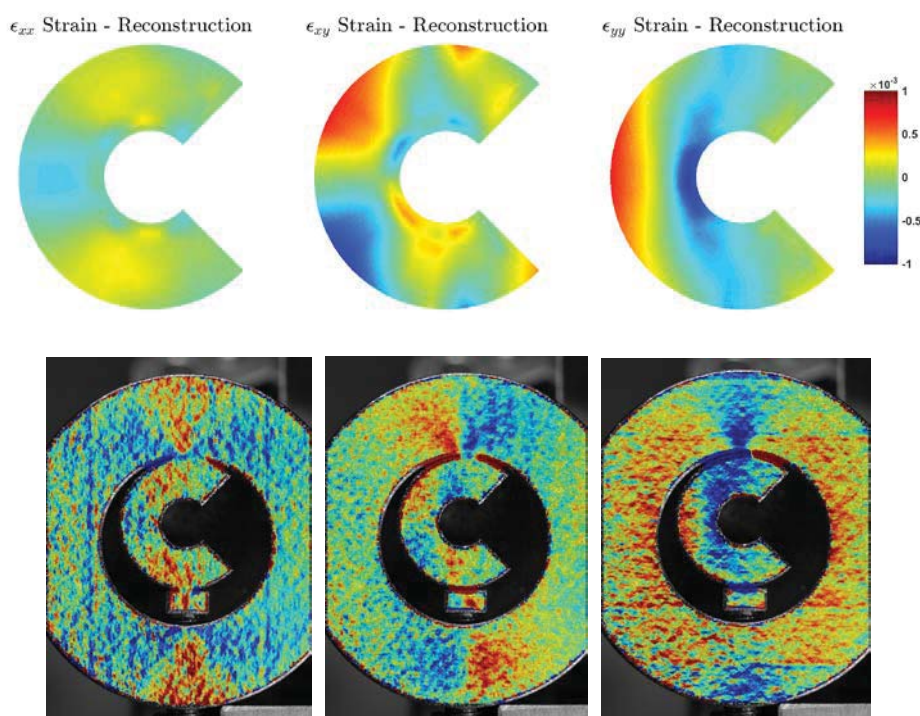 ϵxx Strain - Reconstruction
ϵxy Strain - Reconstruction
ϵyy Strain - Reconstruction
×10⁻³
1
0.5
0
-0.5
-1